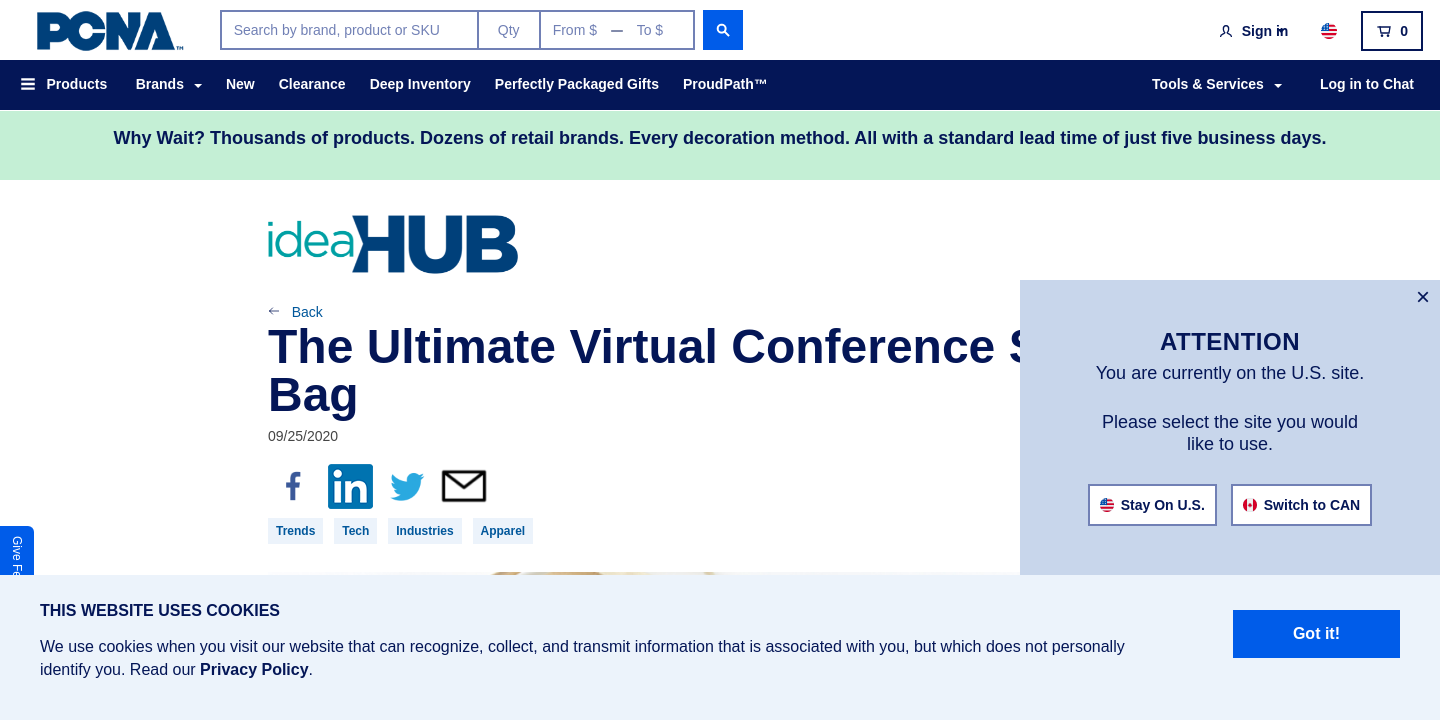 PCNA™
Search by brand, product or SKU
Qty
From $ — To $
Sign in
0
Products
Brands
New
Clearance
Deep Inventory
Perfectly Packaged Gifts
ProudPath™
Tools & Services
Log in to Chat
Why Wait? Thousands of products. Dozens of retail brands. Every decoration method. All with a standard lead time of just five business days.
ideaHUB
Back
The Ultimate Virtual Conference
Bag
09/25/2020
Trends
Tech
Industries
Apparel
ATTENTION
You are currently on the U.S. site.
Please select the site you would
like to use.
Stay On U.S.
Switch to CAN
Give
THIS WEBSITE USES COOKIES
We use cookies when you visit our website that can recognize, collect, and transmit information that is associated with you, but which does not personally
identify you. Read our Privacy Policy.
Got it!